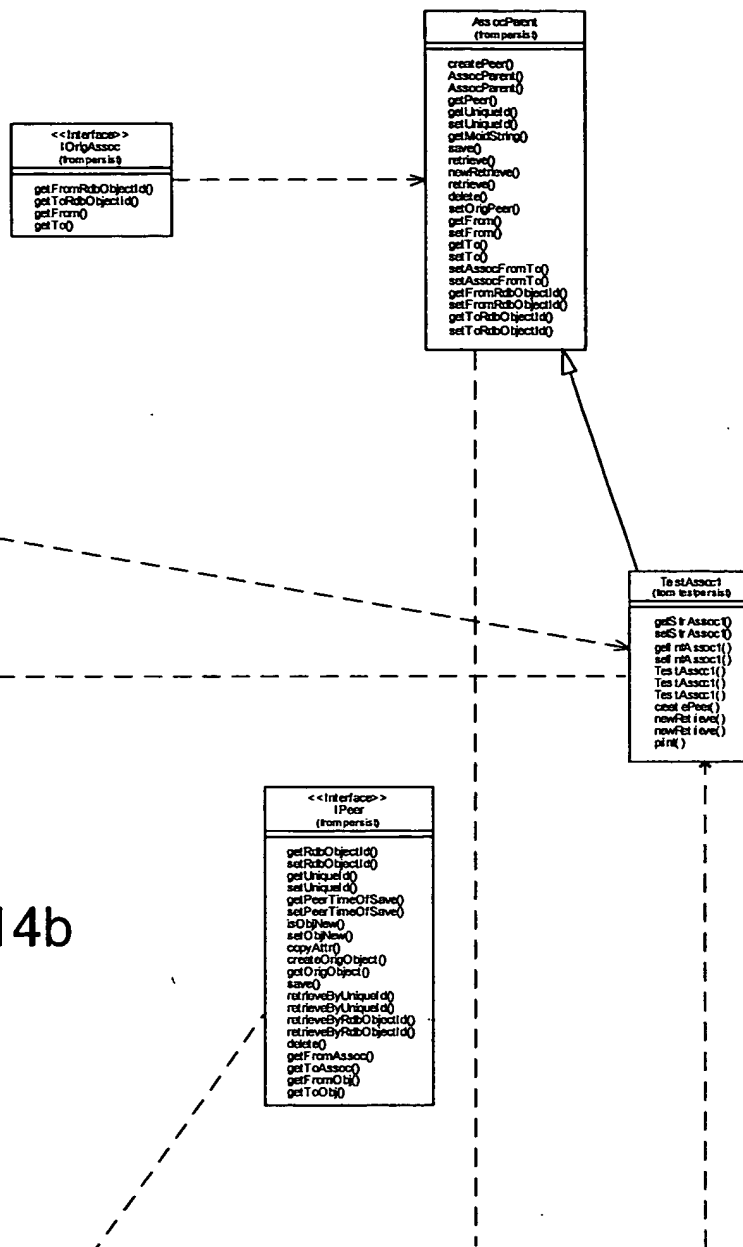 AssocParent
(from persist)
createPeer()
AssocParent()
AssocParent()
getPeer()
getUniqueId()
setUniqueId()
getMoidString()
save()
retrieve()
newRetrieve()
retrieve()
delete()
setOrigPeer()
getFrom()
setFrom()
getTo()
setTo()
setAssocFromTo()
setAssocFromTo()
getFromRdbObjectId()
setFromRdbObjectId()
getToRdbObjectId()
setToRdbObjectId()
<<Interface>>
IOrigAssoc
(from persist)
getFromRdbObjectId()
getToRdbObjectId()
getFrom()
getTo()
TestAssoc1
(from testpersist)
getStrAssoc1()
setStrAssoc1()
getIntAssoc1()
setIntAssoc1()
TestAssoc1()
TestAssoc1()
TestAssoc1()
createPeer()
newRetrieve()
newRetrieve()
print()
<<Interface>>
IPeer
(from persist)
getRdbObjectId()
setRdbObjectId()
getUniqueId()
setUniqueId()
getPeerTimeOfSave()
setPeerTimeOfSave()
isObjNew()
setObjNew()
copyAttr()
createOrigObject()
getOrigObject()
save()
retrieveByUniqueId()
retrieveByUniqueId()
retrieveByRdbObjectId()
retrieveByRdbObjectId()
delete()
getFromAssoc()
getToAssoc()
getFromObj()
getToObj()
14b